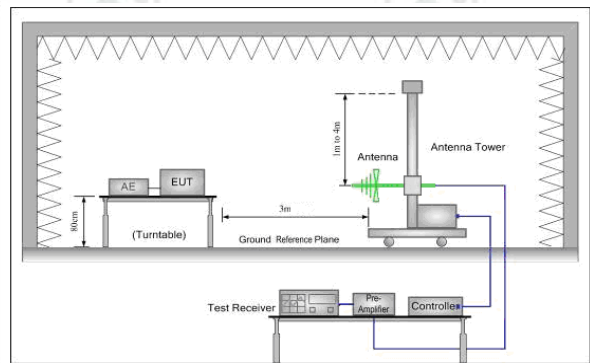 1m to 4m
Antenna Tower
Antenna
AE
EUT
3m
80cm
(Turntable)
Ground Reference Plane
Test Receiver
Pre-
Amplifier
Controller